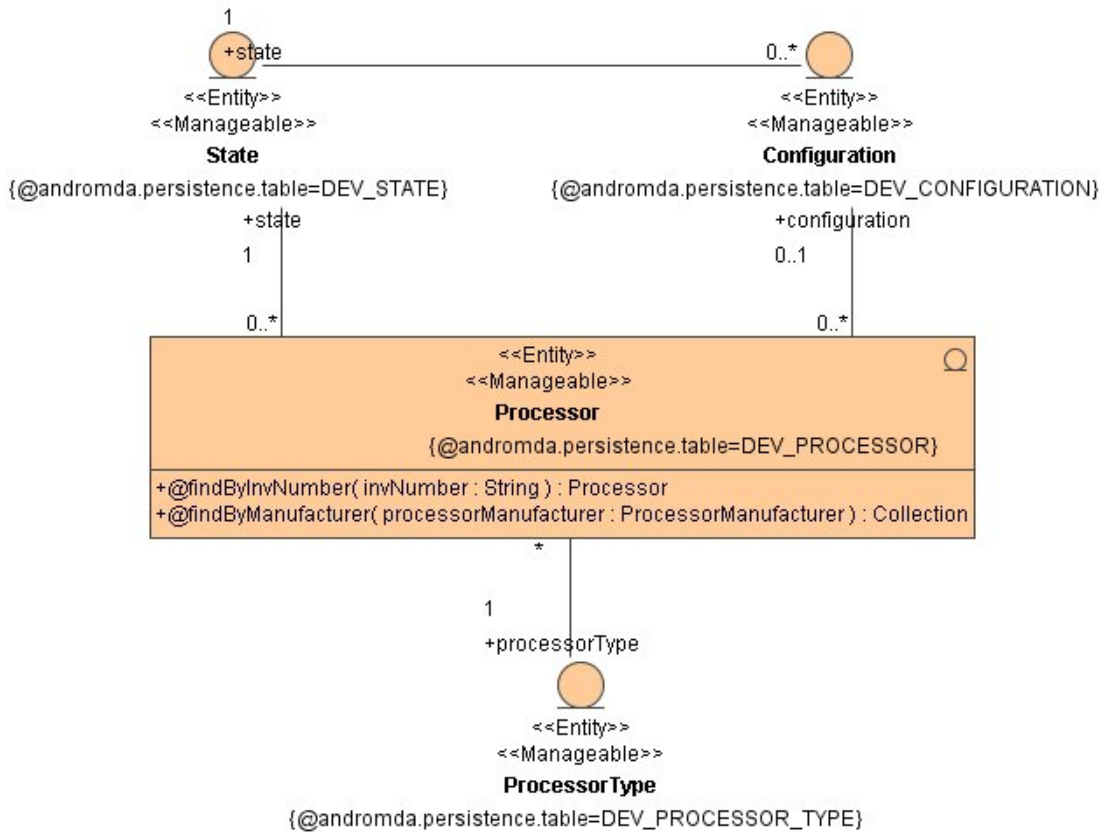 1
+state
0..*
<<Entity>>
<<Manageable>>
State
{@andromda.persistence.table=DEV_STATE}
<<Entity>>
<<Manageable>>
Configuration
{@andromda.persistence.table=DEV_CONFIGURATION}
+state
1
0..*
+configuration
0..1
0..*
<<Entity>>
<<Manageable>>
Processor
{@andromda.persistence.table=DEV_PROCESSOR}
+@findByInvNumber( invNumber : String ) : Processor
+@findByManufacturer( processorManufacturer : ProcessorManufacturer ) : Collection
*
1
+processorType
<<Entity>>
<<Manageable>>
ProcessorType
{@andromda.persistence.table=DEV_PROCESSOR_TYPE}